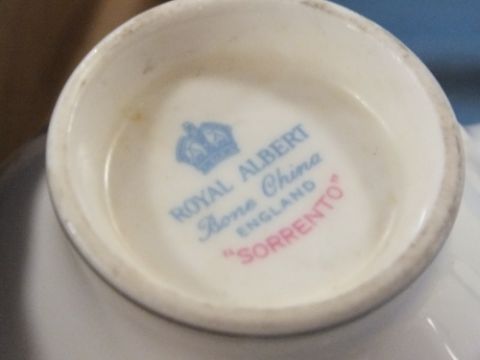 ROYAL ALBERT
Bone China
ENGLAND
"SORRENTO"